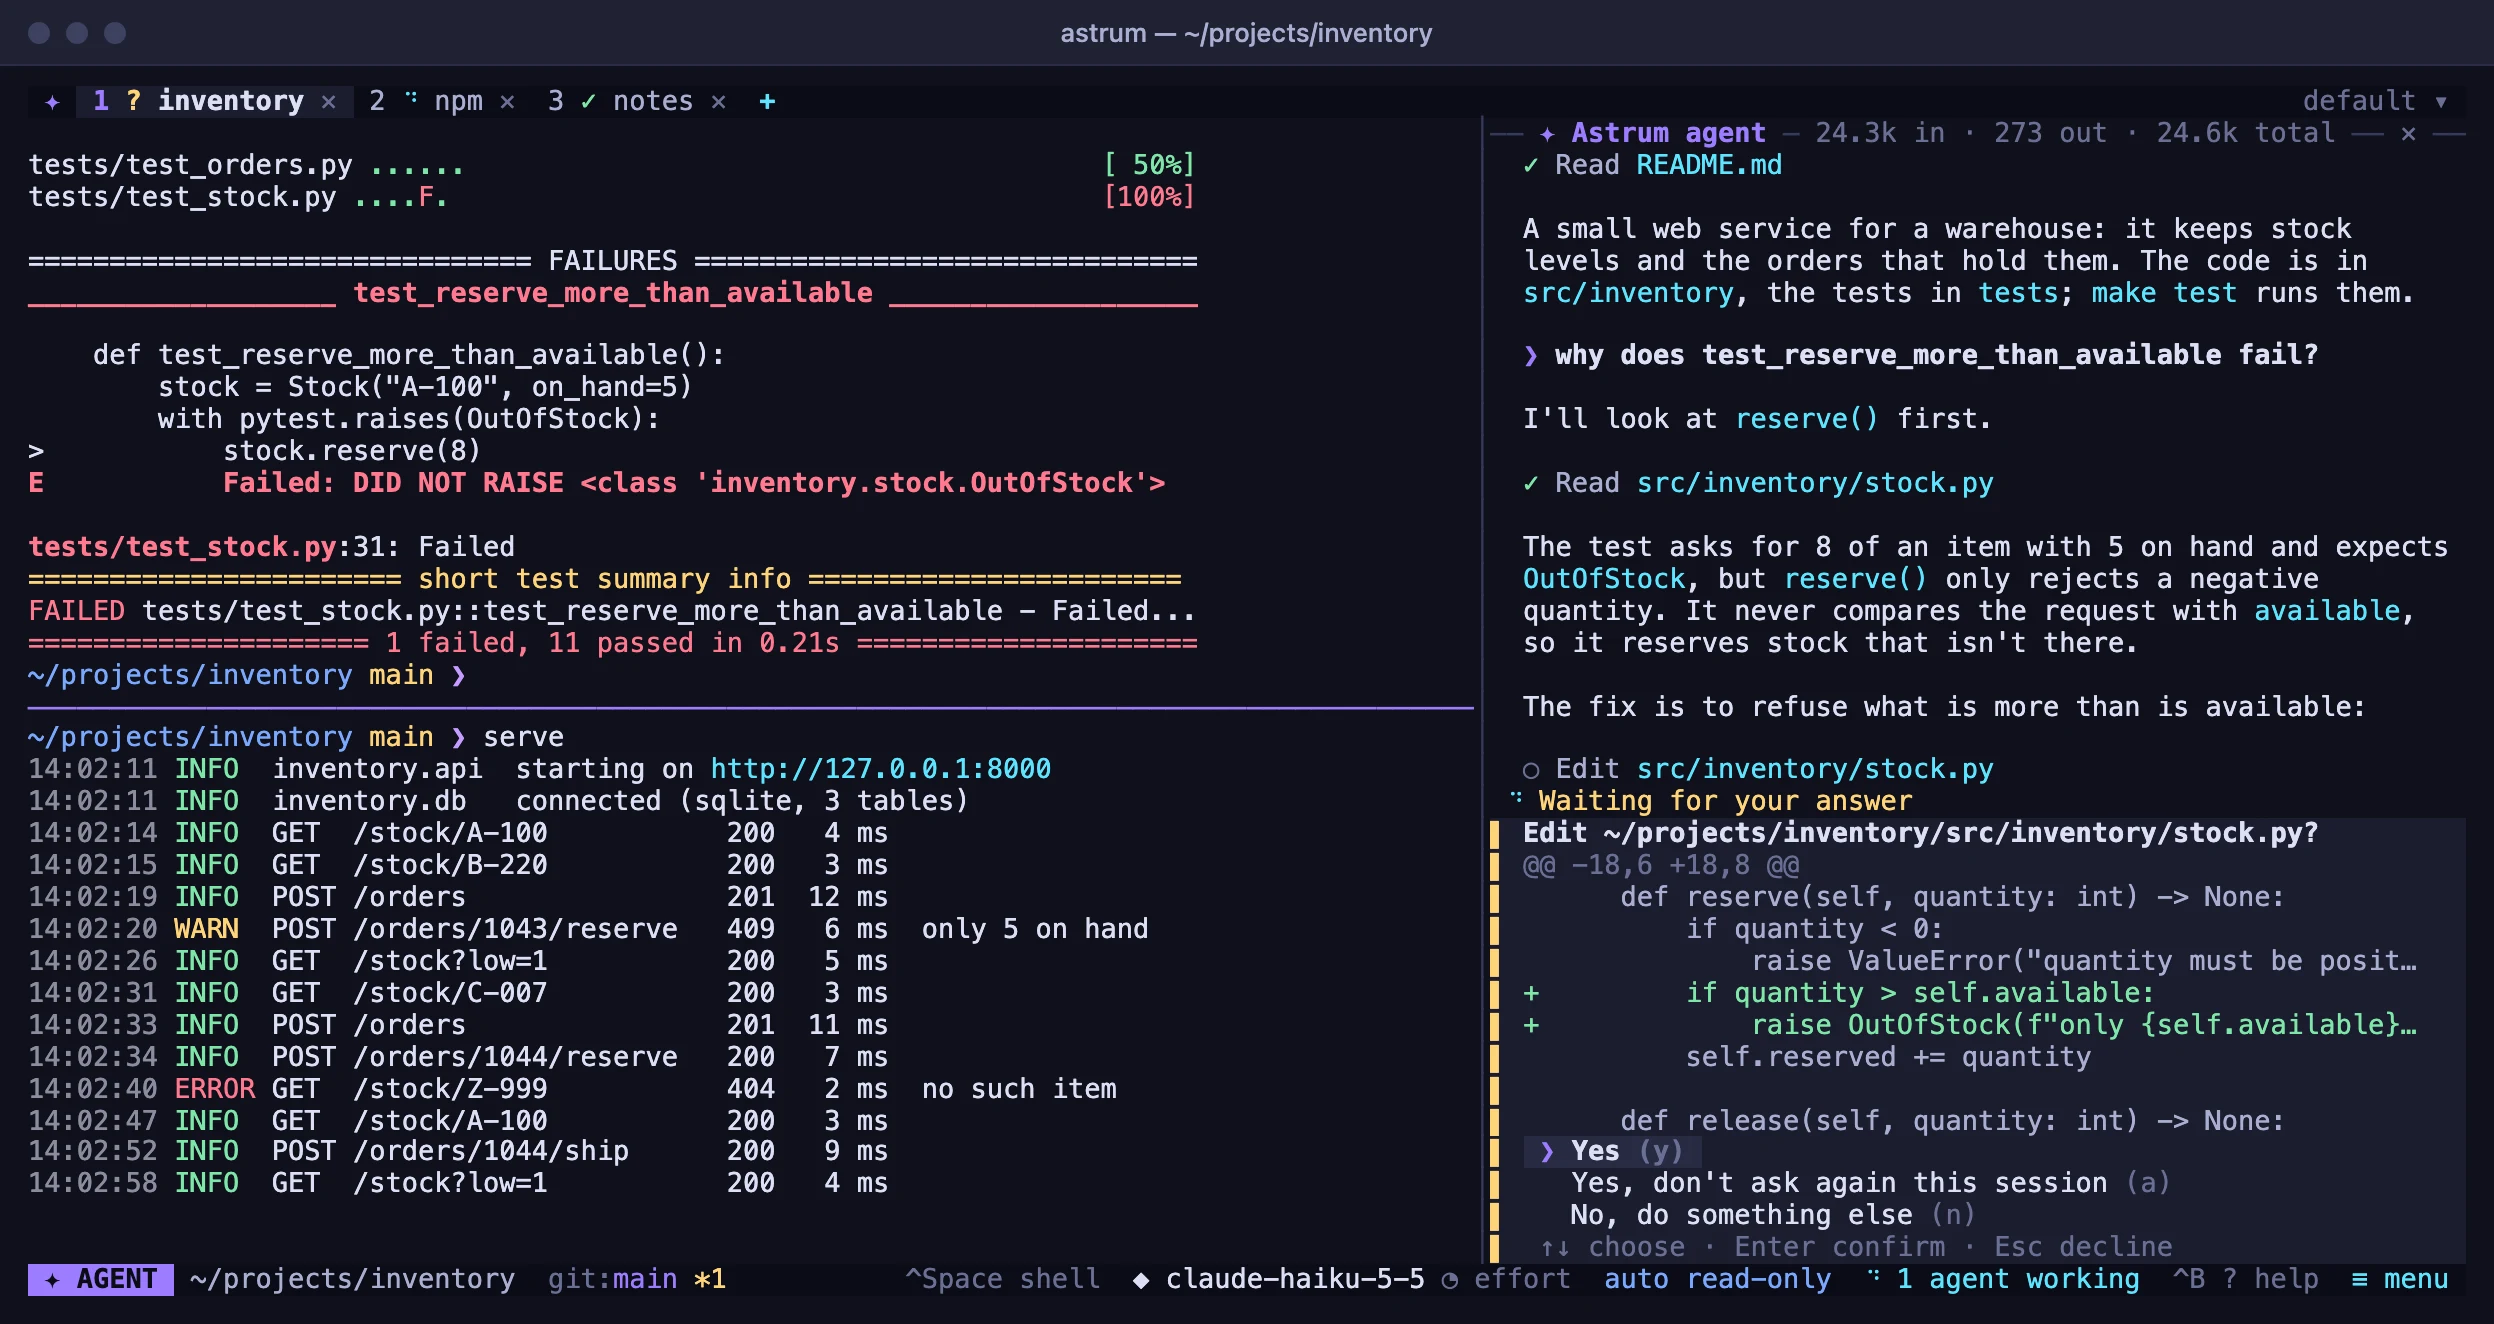 astrum — ~/projects/inventory
✦ 1 ? inventory × 2 npm × 3 ✓ notes × + default ▾
tests/test_orders.py ...... [ 50%]
tests/test_stock.py ....F. [100%]
=============================== FAILURES ===============================
___________________ test_reserve_more_than_available ___________________
    def test_reserve_more_than_available():
        stock = Stock("A-100", on_hand=5)
        with pytest.raises(OutOfStock):
>           stock.reserve(8)
E           Failed: DID NOT RAISE <class 'inventory.stock.OutOfStock'>
tests/test_stock.py:31: Failed
======================= short test summary info =======================
FAILED tests/test_stock.py::test_reserve_more_than_available - Failed...
===================== 1 failed, 11 passed in 0.21s =====================
~/projects/inventory main ❯
~/projects/inventory main ❯ serve
14:02:11 INFO  inventory.api  starting on http://127.0.0.1:8000
14:02:11 INFO  inventory.db   connected (sqlite, 3 tables)
14:02:14 INFO  GET  /stock/A-100           200   4 ms
14:02:15 INFO  GET  /stock/B-220           200   3 ms
14:02:19 INFO  POST /orders                201  12 ms
14:02:20 WARN  POST /orders/1043/reserve   409   6 ms  only 5 on hand
14:02:26 INFO  GET  /stock?low=1           200   5 ms
14:02:31 INFO  GET  /stock/C-007           200   3 ms
14:02:33 INFO  POST /orders                201  11 ms
14:02:34 INFO  POST /orders/1044/reserve   200   7 ms
14:02:40 ERROR GET  /stock/Z-999           404   2 ms  no such item
14:02:47 INFO  GET  /stock/A-100           200   3 ms
14:02:52 INFO  POST /orders/1044/ship      200   9 ms
14:02:58 INFO  GET  /stock?low=1           200   4 ms
✦ Astrum agent — 24.3k in · 273 out · 24.6k total — ×
✓ Read README.md
A small web service for a warehouse: it keeps stock
levels and the orders that hold them. The code is in
src/inventory, the tests in tests; make test runs them.
❯ why does test_reserve_more_than_available fail?
I'll look at reserve() first.
✓ Read src/inventory/stock.py
The test asks for 8 of an item with 5 on hand and expects
OutOfStock, but reserve() only rejects a negative
quantity. It never compares the request with available,
so it reserves stock that isn't there.
The fix is to refuse what is more than is available:
○ Edit src/inventory/stock.py
Waiting for your answer
Edit ~/projects/inventory/src/inventory/stock.py?
@@ -18,6 +18,8 @@
      def reserve(self, quantity: int) -> None:
          if quantity < 0:
              raise ValueError("quantity must be posit…
+         if quantity > self.available:
+             raise OutOfStock(f"only {self.available}…
          self.reserved += quantity
      def release(self, quantity: int) -> None:
❯ Yes (y)
Yes, don't ask again this session (a)
No, do something else (n)
↑↓ choose · Enter confirm · Esc decline
✦ AGENT ~/projects/inventory git:main *1 ^Space shell ◆ claude-haiku-5-5 ◔ effort auto read-only 1 agent working ^B ? help ≡ menu